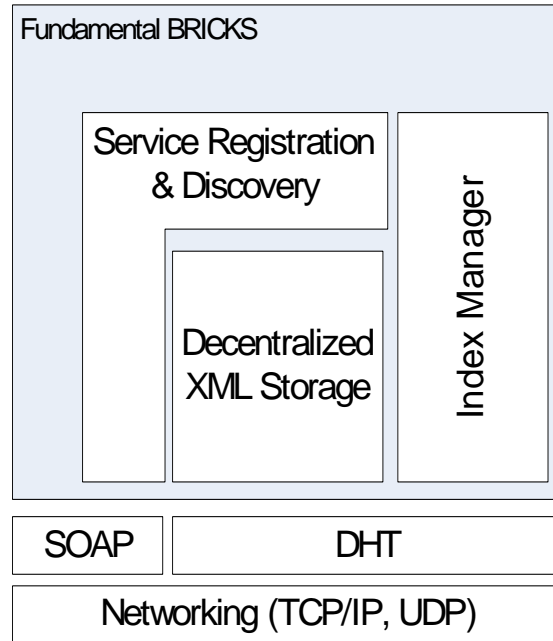 Fundamental BRICKS
Service Registration
& Discovery
Index Manager
Decentralized
XML Storage
SOAP
DHT
Networking (TCP/IP, UDP)